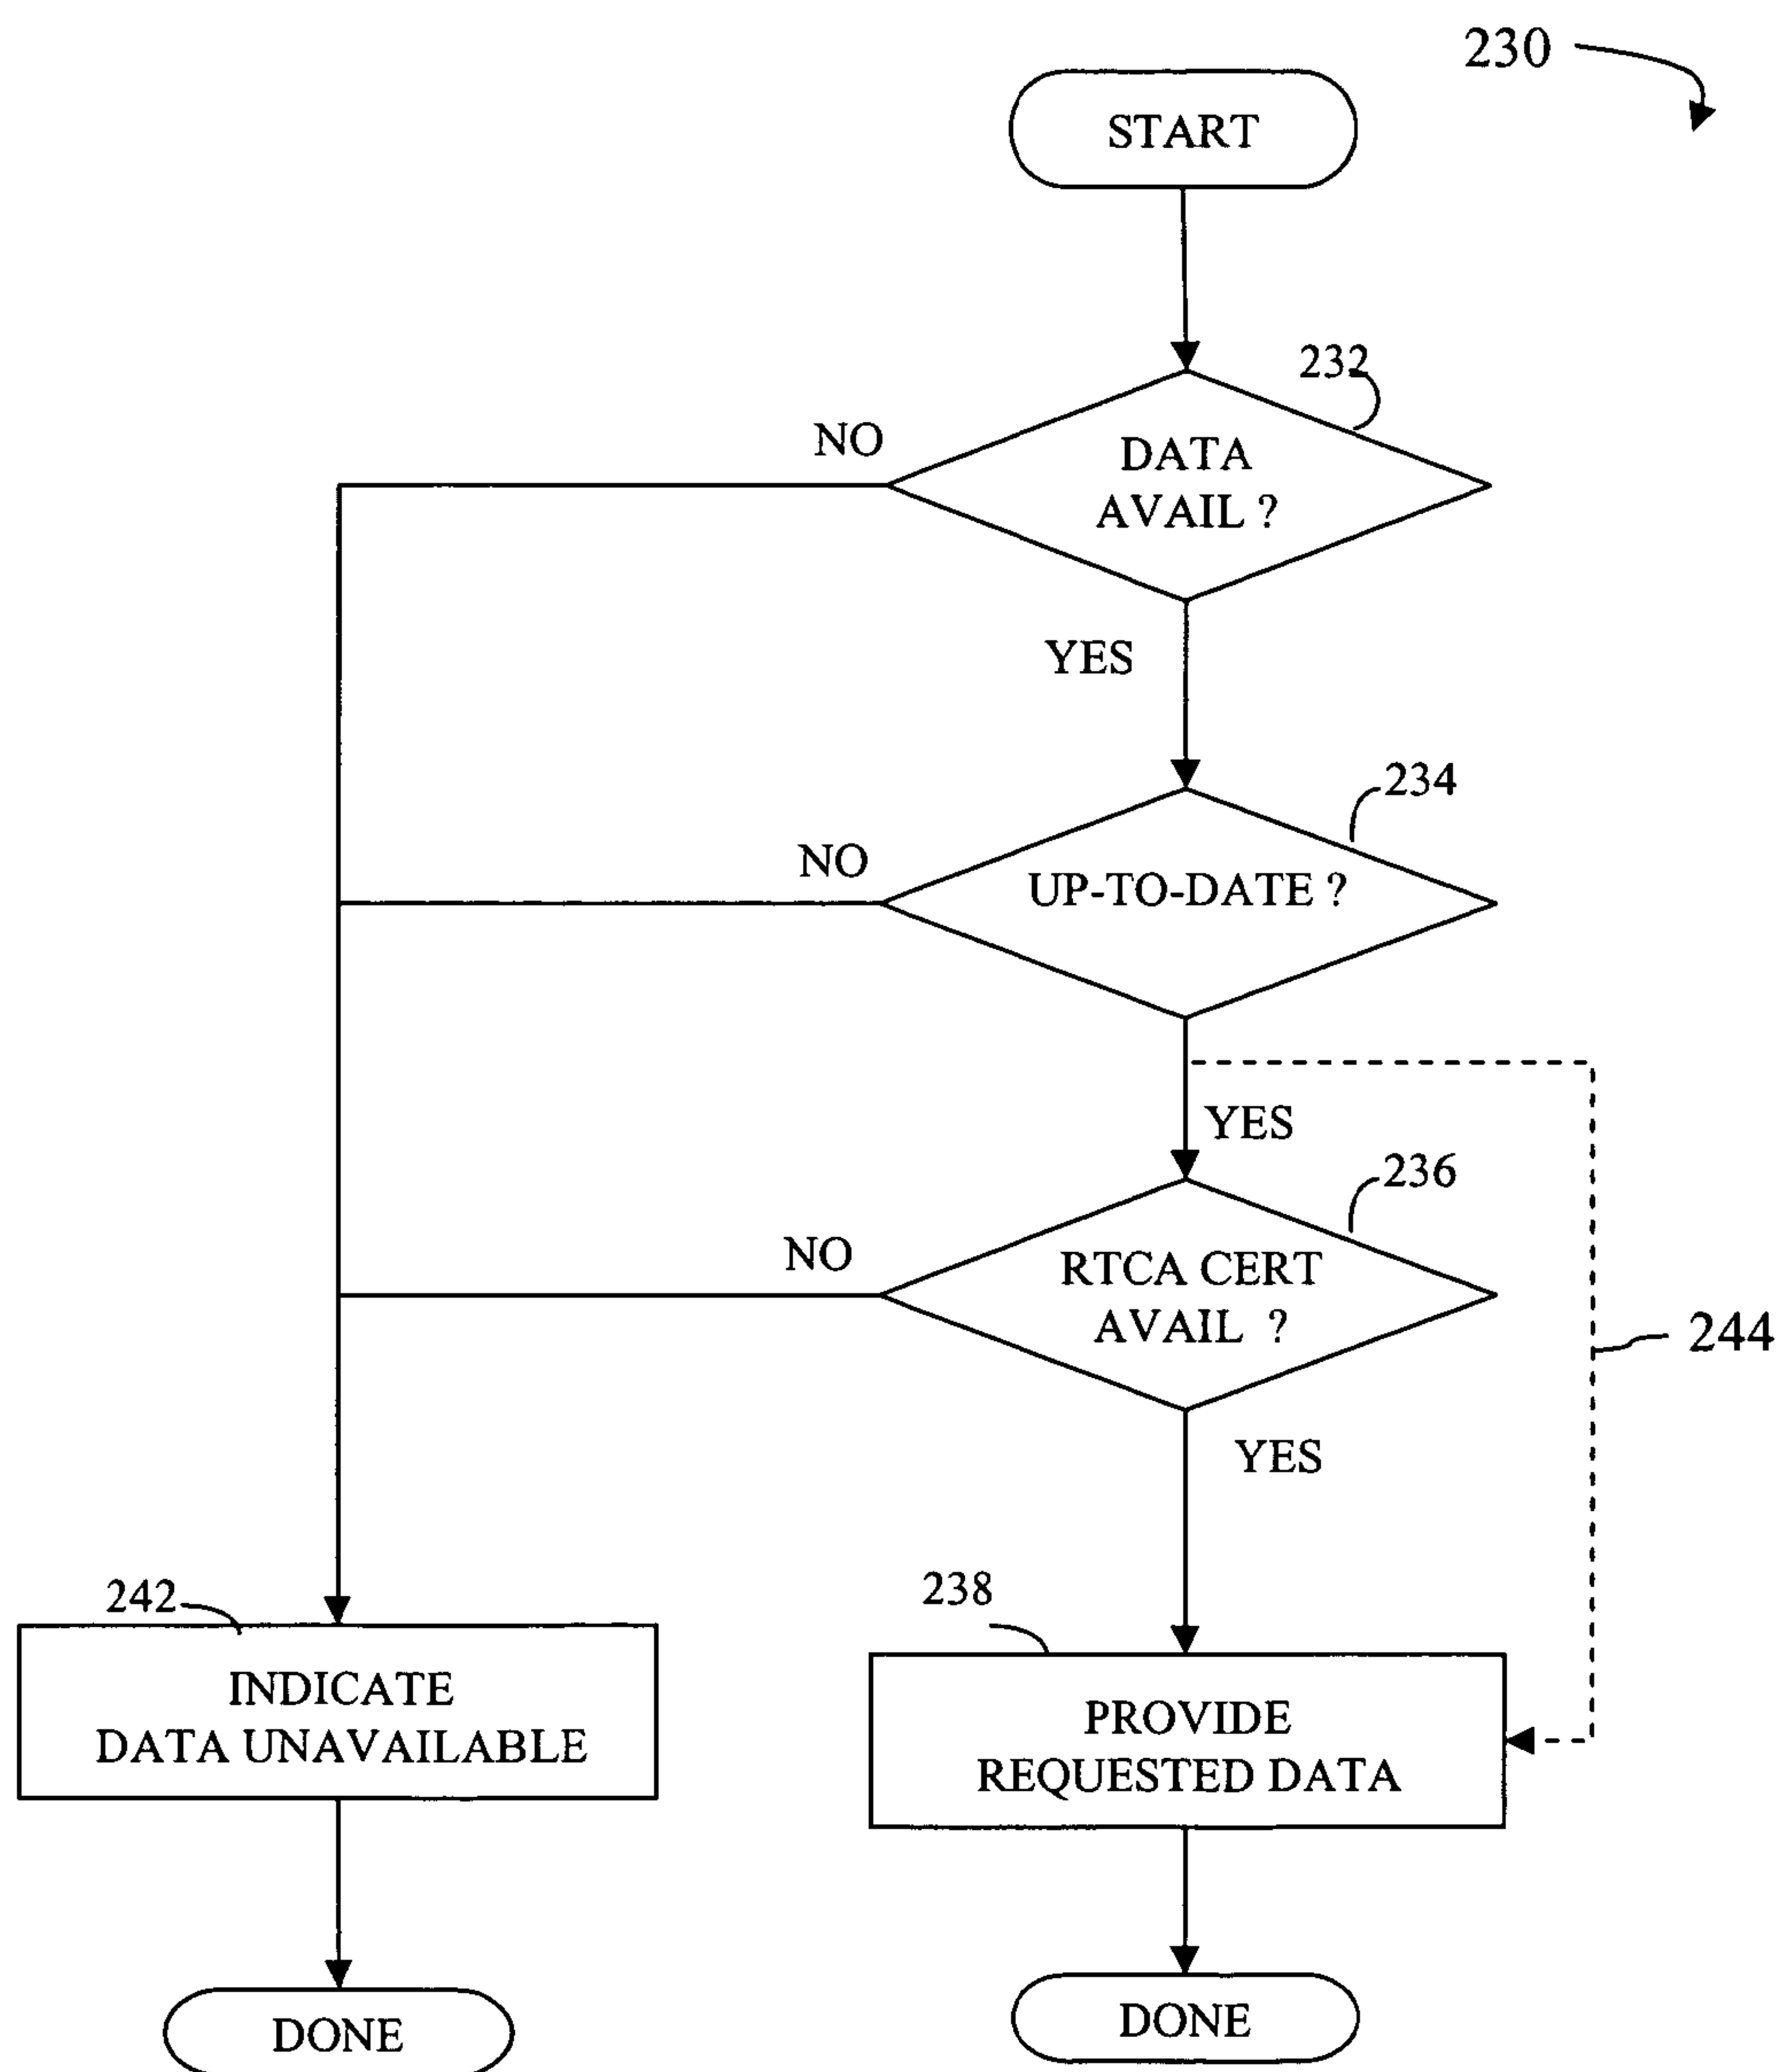 230
START
232
NO
DATA
AVAIL ?
YES
234
NO
UP-TO-DATE ?
YES
236
NO
RTCA CERT
AVAIL ?
244
YES
242
238
INDICATE
DATA UNAVAILABLE
PROVIDE
REQUESTED DATA
DONE
DONE